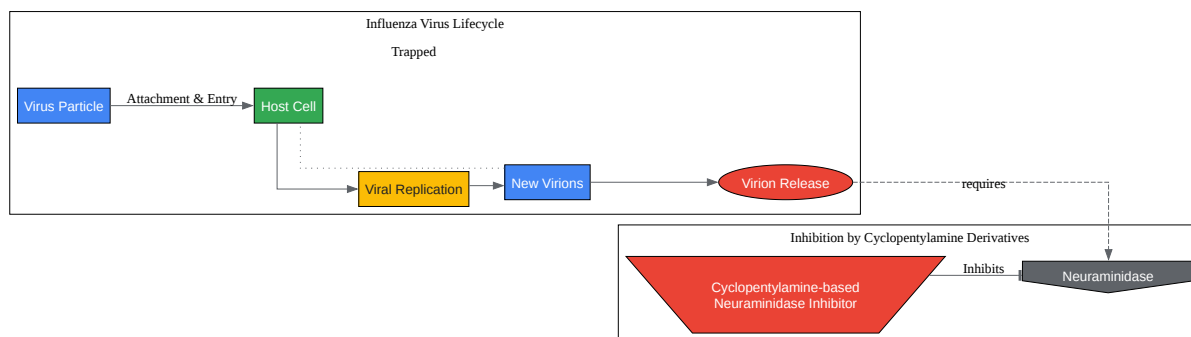 Influenza Virus Lifecycle
Trapped
Virus Particle
Attachment & Entry
Host Cell
Viral Replication
New Virions
Virion Release
requires
Inhibition by Cyclopentylamine Derivatives
Cyclopentylamine-based
Neuraminidase Inhibitor
Inhibits
Neuraminidase